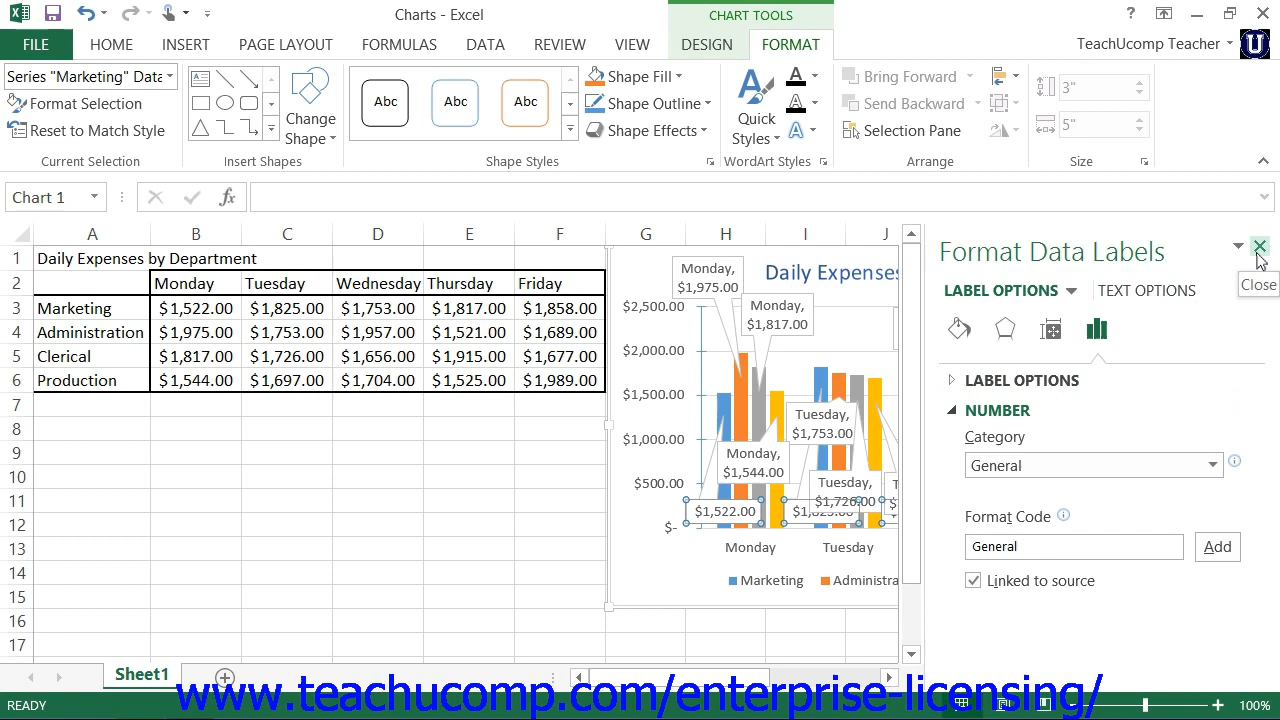 Charts - Excel
CHART TOOLS
?
FILE HOME INSERT PAGE LAYOUT FORMULAS DATA REVIEW VIEW DESIGN FORMAT
TeachUcomp Teacher
Series "Marketing" Data
Format Selection
Reset to Match Style
Current Selection
Change
Shape
Insert Shapes
Abc Abc Abc
Shape Fill
Shape Outline
Shape Effects
Shape Styles
Quick
Styles
WordArt Styles
Bring Forward
Send Backward
Selection Pane
Arrange
3"
5"
Size
Chart 1
fx
A B C D E F G H I J
1 Daily Expenses by Department
2 Monday Tuesday Wednesday Thursday Friday
3 Marketing $1,522.00 $1,825.00 $1,753.00 $1,817.00 $1,858.00
4 Administration $1,975.00 $1,753.00 $1,957.00 $1,521.00 $1,689.00
5 Clerical $1,817.00 $1,726.00 $1,656.00 $1,915.00 $1,677.00
6 Production $1,544.00 $1,697.00 $1,704.00 $1,525.00 $1,989.00
7
8
9
10
11
12
13
14
15
16
17
Daily Expenses
Monday,
$1,975.00
Monday,
$1,817.00
$2,500.00
$2,000.00
$1,500.00
$1,000.00
$500.00
$-
Tuesday,
$1,753.00
Monday,
$1,544.00
Tuesday,
$1,726.00
$1,522.00
$1,825.00
Monday Tuesday
Marketing Administra
Format Data Labels
Close
LABEL OPTIONS TEXT OPTIONS
LABEL OPTIONS
NUMBER
Category
General
Format Code
General
Add
Linked to source
Sheet1
www.teachucomp.com/enterprise-licensing/
READY
100%